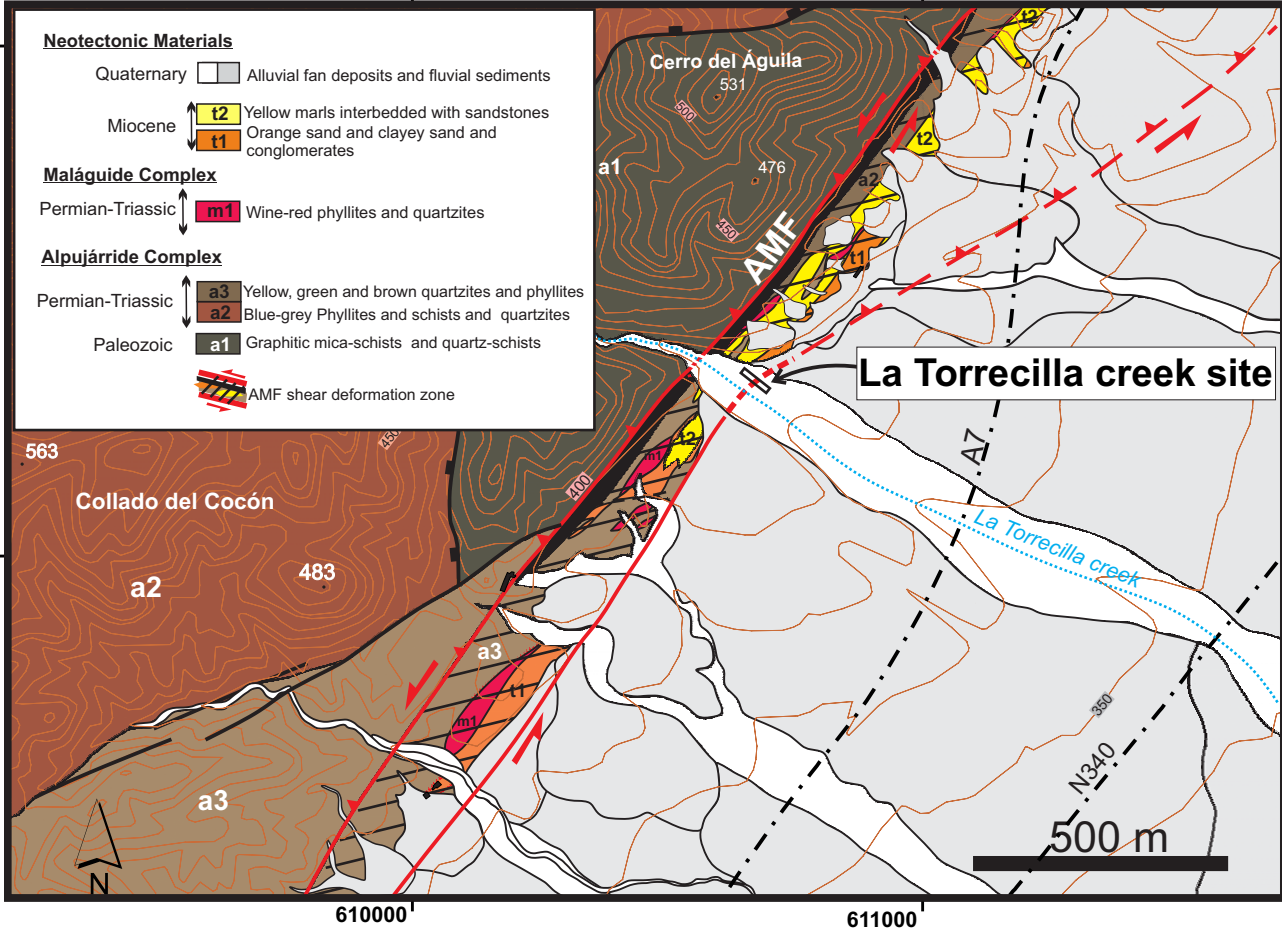 Neotectonic Materials
Quaternary
Alluvial fan deposits and fluvial sediments
Miocene
t2
Yellow marls interbedded with sandstones
t1
Orange sand and clayey sand and
conglomerates
Maláguide Complex
Permian-Triassic
m1
Wine-red phyllites and quartzites
Alpujárride Complex
Permian-Triassic
a3
Yellow, green and brown quartzites and phyllites
a2
Blue-grey Phyllites and schists and quartzites
Paleozoic
a1
Graphitic mica-schists and quartz-schists
AMF shear deformation zone
t2
Cerro del Águila
531
500
a1
476
450
t2
a2
AMF
t1
La Torrecilla creek site
450
563
Collado del Cocón
a2
483
400
m1
t2
A7
La Torrecilla creek
a3
t1
m1
a3
350
N340
500 m
N
610000
611000